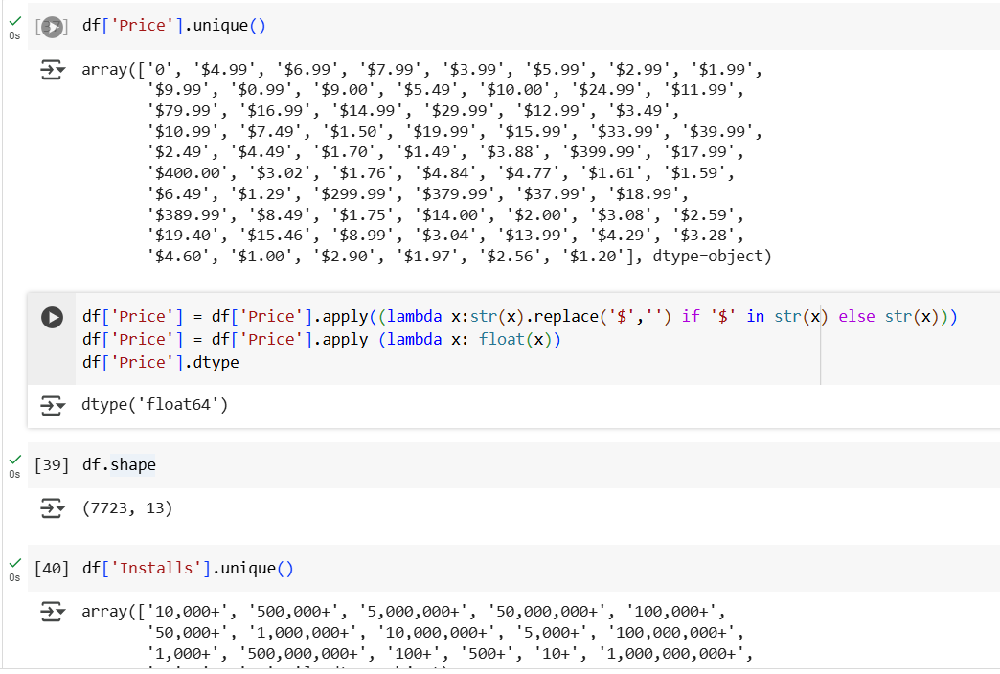 [37] df['Price'].unique()
0s
array(['0', '$4.99', '$6.99', '$7.99', '$3.99', '$5.99', '$2.99', '$1.99',
'$9.99', '$0.99', '$9.00', '$5.49', '$10.00', '$24.99', '$11.99',
'$79.99', '$16.99', '$14.99', '$29.99', '$12.99', '$3.49',
'$10.99', '$7.49', '$1.50', '$19.99', '$15.99', '$33.99', '$39.99',
'$2.49', '$4.49', '$1.70', '$1.49', '$3.88', '$399.99', '$17.99',
'$400.00', '$3.02', '$1.76', '$4.84', '$4.77', '$1.61', '$1.59',
'$6.49', '$1.29', '$299.99', '$379.99', '$37.99', '$18.99',
'$389.99', '$8.49', '$1.75', '$14.00', '$2.00', '$3.08', '$2.59',
'$19.40', '$15.46', '$8.99', '$3.04', '$13.99', '$4.29', '$3.28',
'$4.60', '$1.00', '$2.90', '$1.97', '$2.56', '$1.20'], dtype=object)
df['Price'] = df['Price'].apply((lambda x:str(x).replace('$','') if '$' in str(x) else str(x)))
df['Price'] = df['Price'].apply (lambda x: float(x))
df['Price'].dtype
dtype('float64')
[39] df.shape
0s
(7723, 13)
[40] df['Installs'].unique()
0s
array(['10,000+', '500,000+', '5,000,000+', '50,000,000+', '100,000+',
'50,000+', '1,000,000+', '10,000,000+', '5,000+', '100,000,000+',
'1,000+', '500,000,000+', '100+', '500+', '10+', '1,000,000,000+',